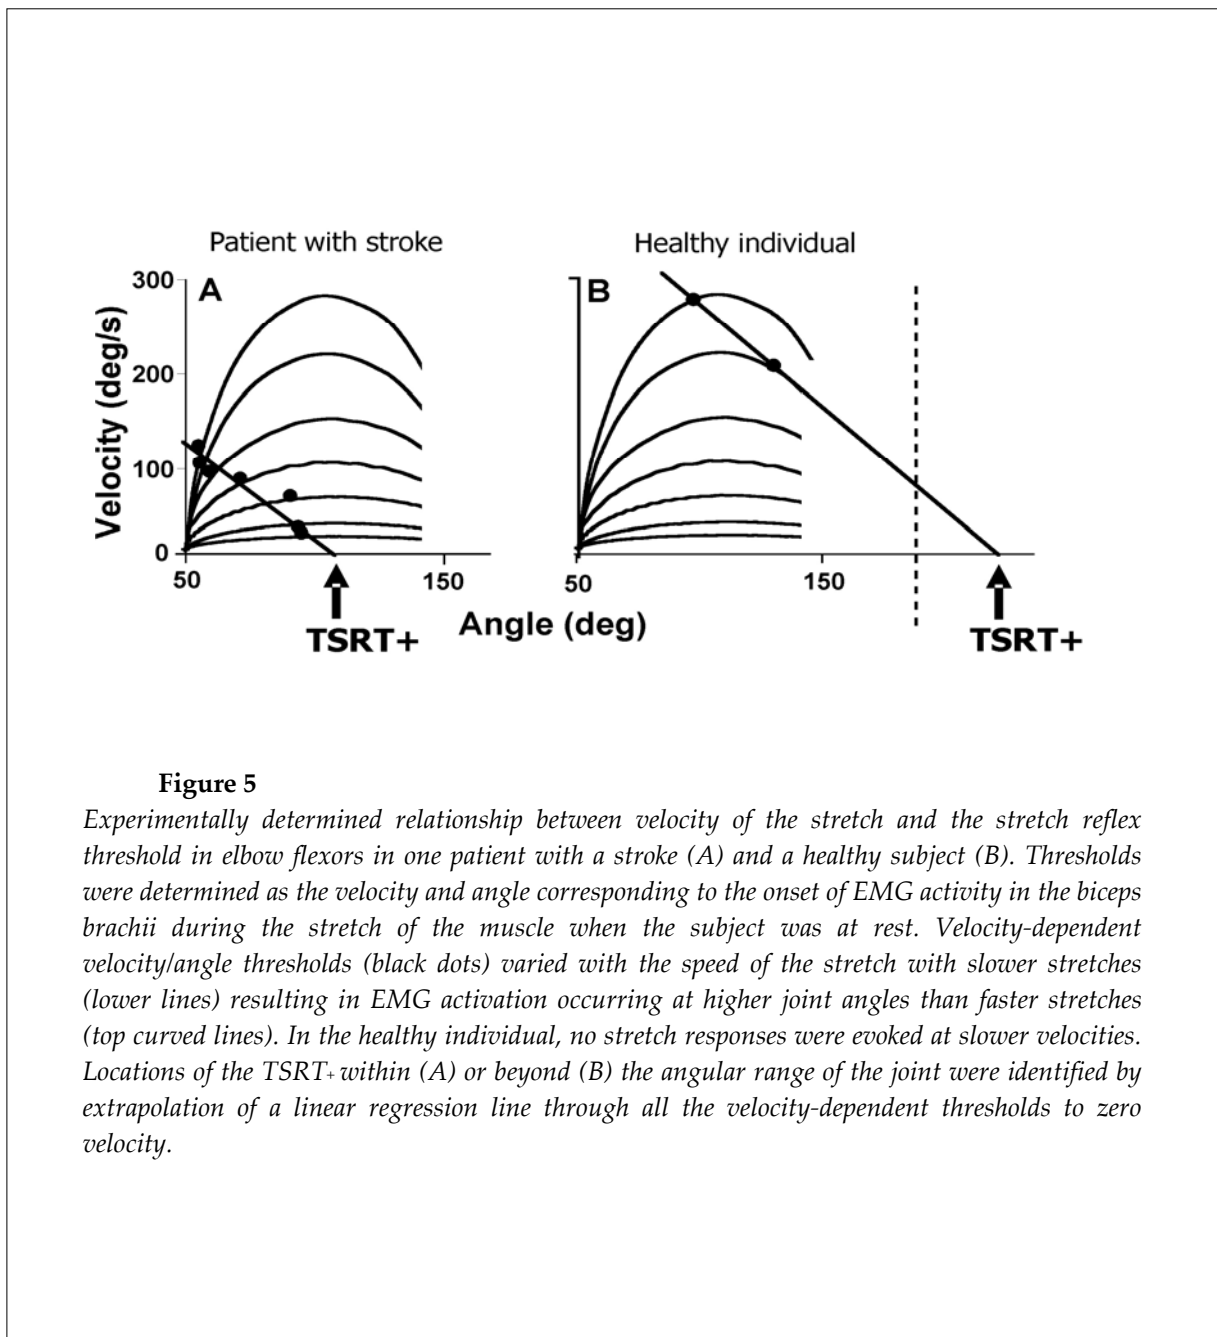 Patient with stroke
Healthy individual
300
A
B
200
100
0
Velocity (deg/s)
50
150
50
150
Angle (deg)
TSRT+
TSRT+
Figure 5
Experimentally determined relationship between velocity of the stretch and the stretch reflex
threshold in elbow flexors in one patient with a stroke (A) and a healthy subject (B). Thresholds
were determined as the velocity and angle corresponding to the onset of EMG activity in the biceps
brachii during the stretch of the muscle when the subject was at rest. Velocity-dependent
velocity/angle thresholds (black dots) varied with the speed of the stretch with slower stretches
(lower lines) resulting in EMG activation occurring at higher joint angles than faster stretches
(top curved lines). In the healthy individual, no stretch responses were evoked at slower velocities.
Locations of the TSRT+ within (A) or beyond (B) the angular range of the joint were identified by
extrapolation of a linear regression line through all the velocity-dependent thresholds to zero
velocity.